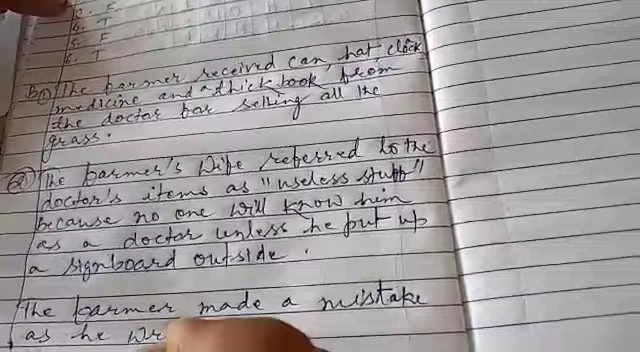 4. T
5. F
6. T
B① The farmer received can, hat, clock
medicine and a thick book, from
the doctor for selling all the
grass.
② The farmer's wife referred to the
doctor's items as "useless stuff"
because no one will know him
as a doctor unless he put up
a signboard outside.
The farmer made a mistake
as he wr